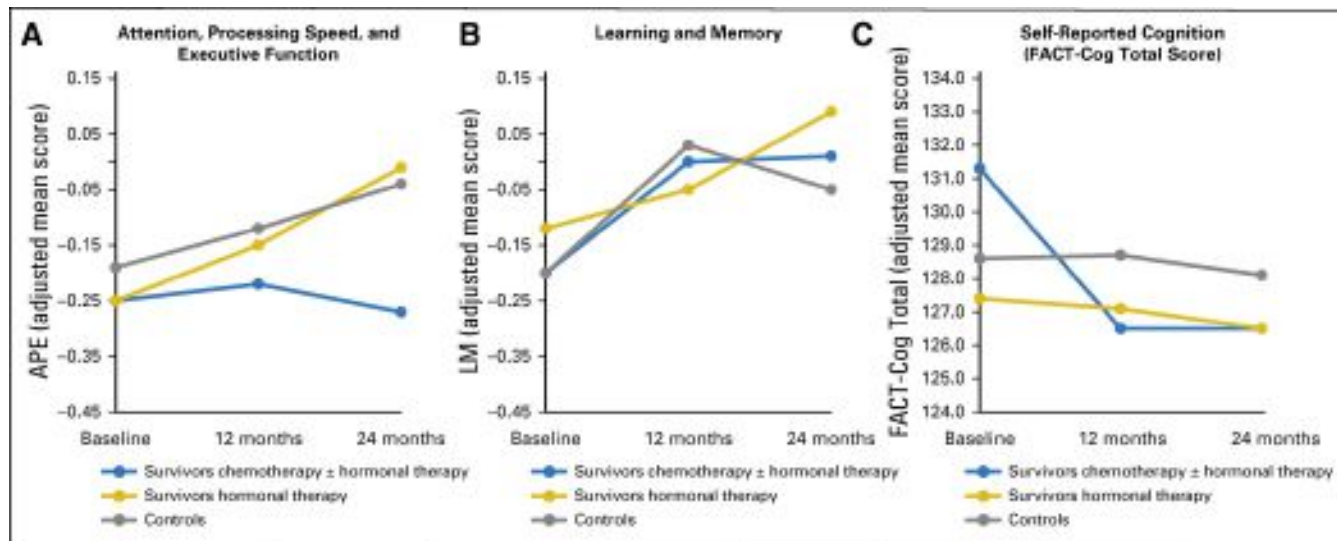 A
Attention, Processing Speed, and
Executive Function
APE (adjusted mean score)
0.15
0.05
–0.05
–0.15
–0.25
–0.35
–0.45
Baseline
12 months
24 months
Survivors chemotherapy ± hormonal therapy
Survivors hormonal therapy
Controls
B
Learning and Memory
LM (adjusted mean score)
0.15
0.05
–0.05
–0.15
–0.25
–0.35
–0.45
Baseline
12 months
24 months
Survivors chemotherapy ± hormonal therapy
Survivors hormonal therapy
Controls
C
Self-Reported Cognition
(FACT-Cog Total Score)
FACT-Cog Total (adjusted mean score)
134.0
133.0
132.0
131.0
130.0
129.0
128.0
127.0
126.0
125.0
124.0
Baseline
12 months
24 months
Survivors chemotherapy ± hormonal therapy
Survivors hormonal therapy
Controls